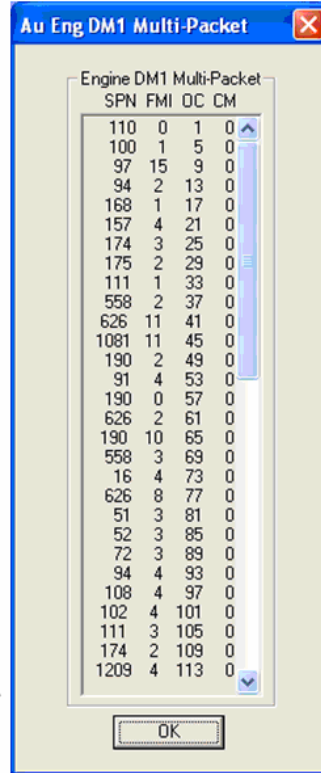 Au Eng DM1 Multi-Packet
Engine DM1 Multi-Packet
SPN FMI OC CM
110 0 1 0
100 1 5 0
97 15 9 0
94 2 13 0
168 1 17 0
157 4 21 0
174 3 25 0
175 2 29 0
111 1 33 0
558 2 37 0
626 11 41 0
1081 11 45 0
190 2 49 0
91 4 53 0
190 0 57 0
626 2 61 0
190 10 65 0
558 3 69 0
16 4 73 0
626 8 77 0
51 3 81 0
52 3 85 0
72 3 89 0
94 4 93 0
108 4 97 0
102 4 101 0
111 3 105 0
174 2 109 0
1209 4 113 0
OK